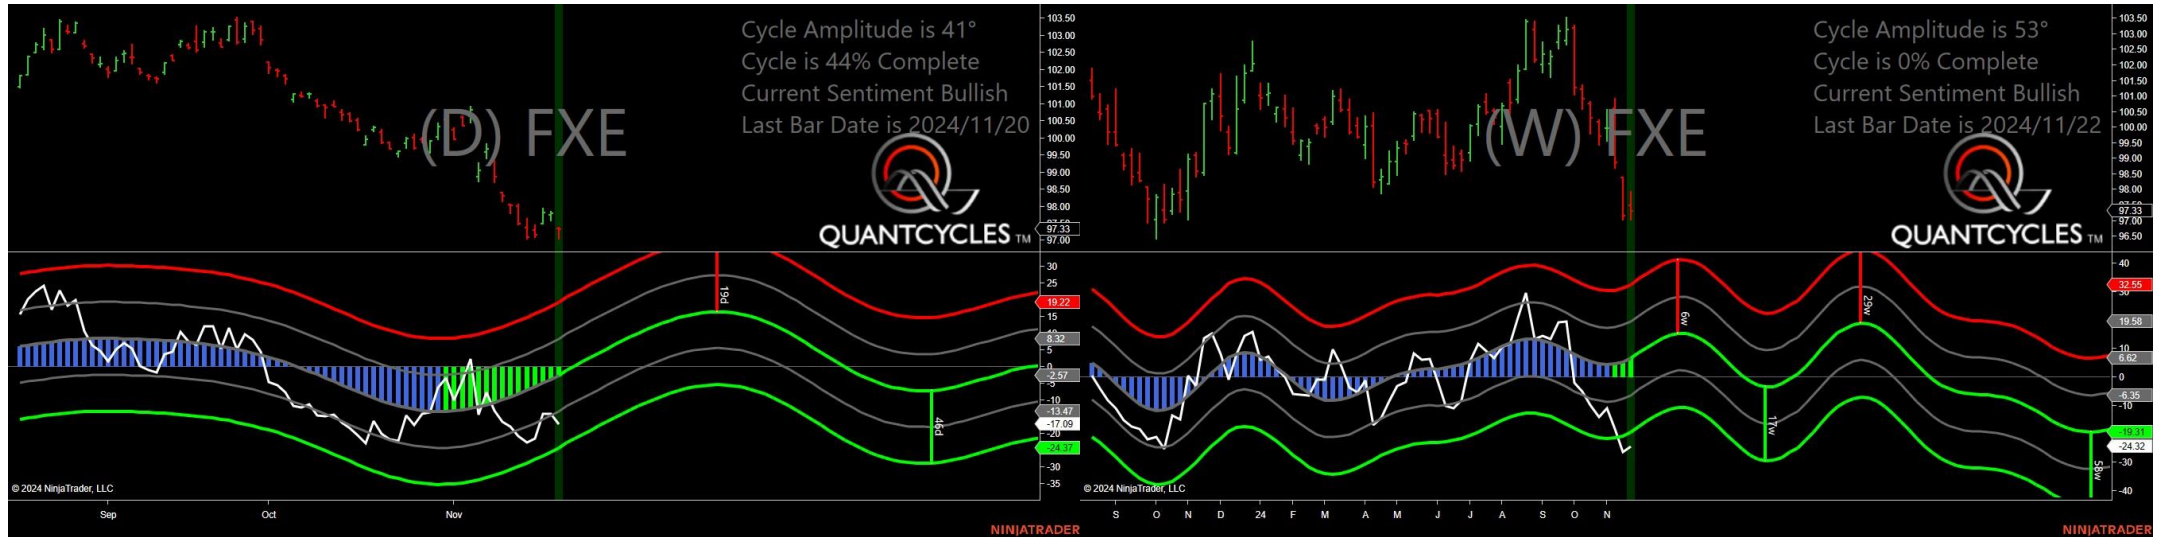 Cycle Amplitude is 41°
Cycle is 44% Complete
Current Sentiment Bullish
Last Bar Date is 2024/11/20
(D) FXE
QUANTCYCLES TM
103.50
103.00
102.50
102.00
101.50
101.00
100.50
100.00
99.50
99.00
98.50
98.00
97.33
97.00
30
25
19.22
15
8.32
5
0
-2.57
-5
-10
-13.47
-17.09
-20
-24.37
-30
-35
19d
46d
© 2024 NinjaTrader, LLC
Sep Oct Nov
NINJATRADER
Cycle Amplitude is 53°
Cycle is 0% Complete
Current Sentiment Bullish
Last Bar Date is 2024/11/22
(W) FXE
QUANTCYCLES TM
103.50
103.00
102.50
102.00
101.50
101.00
100.50
100.00
99.50
99.00
98.50
98.00
97.33
97.00
96.50
40
32.55
30
19.58
10
6.62
0
-6.35
-10
-19.31
-24.32
-30
-40
6w
29w
17w
58w
© 2024 NinjaTrader, LLC
S O N D 24 F M A M J J A S O N
NINJATRADER